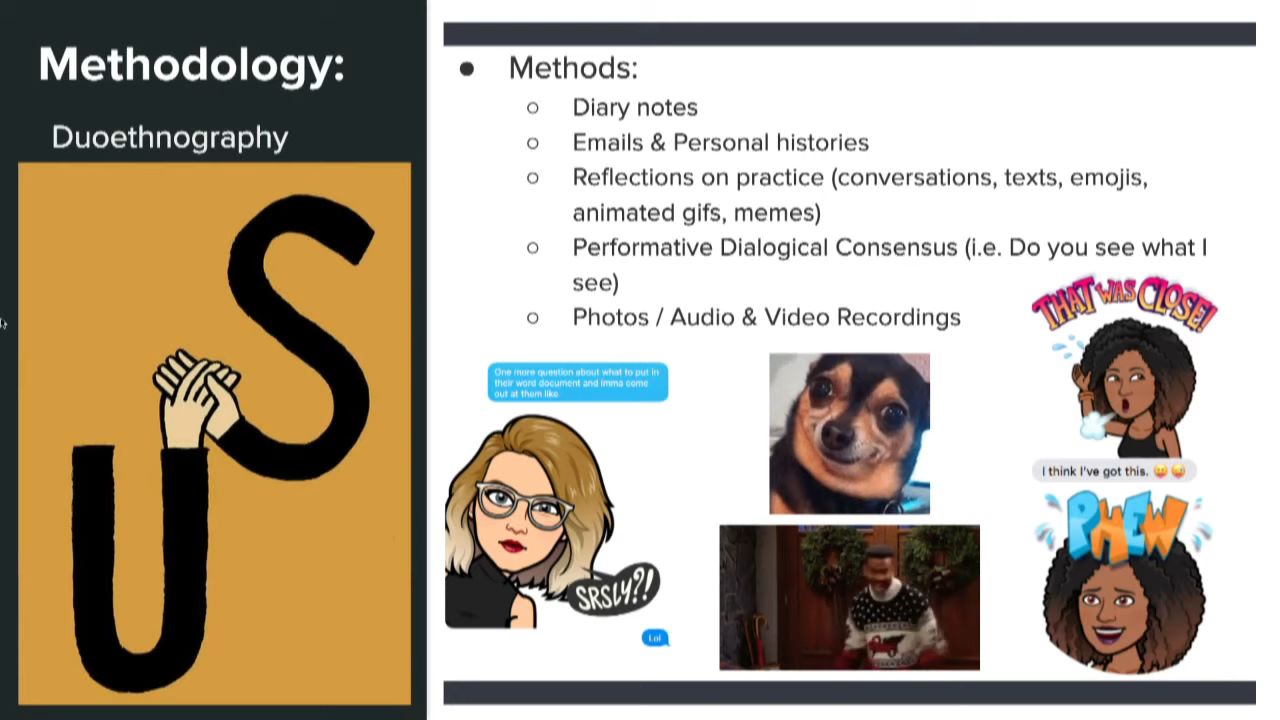 Methodology:
Duoethnography
US
● Methods:
○ Diary notes
○ Emails & Personal histories
○ Reflections on practice (conversations, texts, emojis,
animated gifs, memes)
○ Performative Dialogical Consensus (i.e. Do you see what I
see)
○ Photos / Audio & Video Recordings
One more question about what to put in
their word document and imma come
out at them like
SRSLY?!
Lol
THAT WAS CLOSE!
I think I've got this. 😛 😜
PHEW